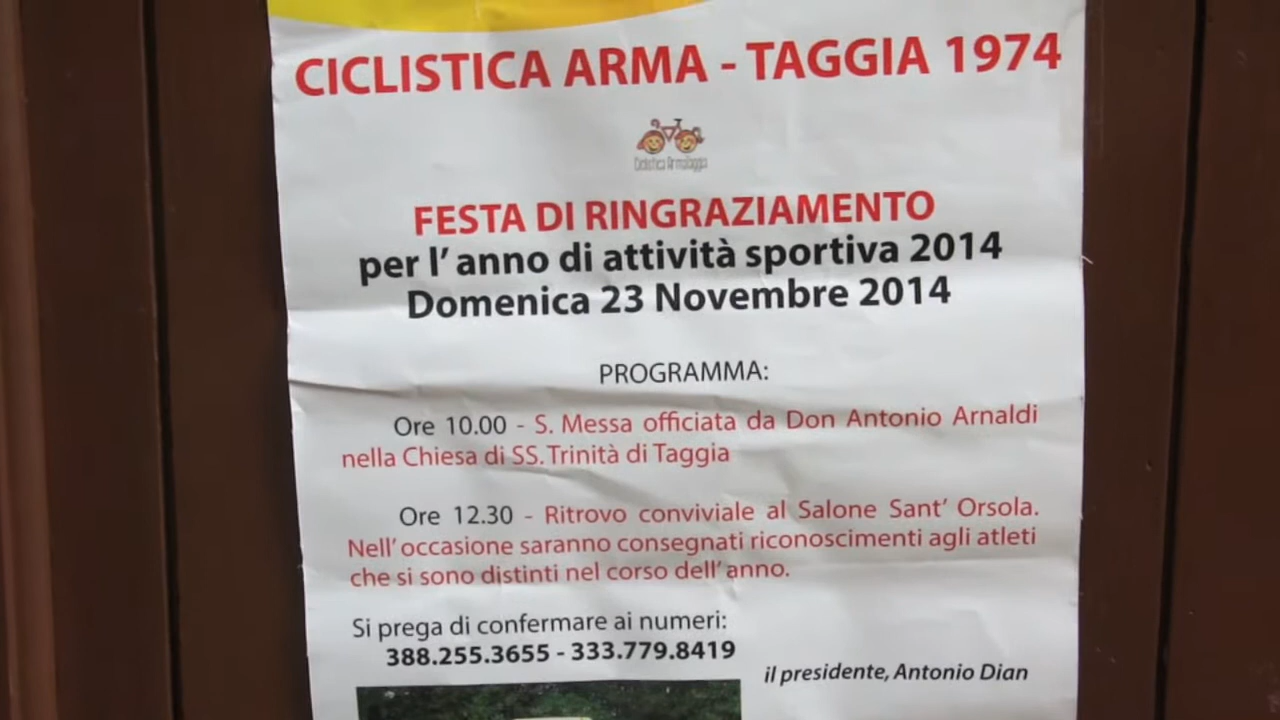 CICLISTICA ARMA - TAGGIA 1974
Ciclistica ArmaTaggia
FESTA DI RINGRAZIAMENTO
per l'anno di attività sportiva 2014
Domenica 23 Novembre 2014
PROGRAMMA:
Ore 10.00 - S. Messa officiata da Don Antonio Arnaldi
nella Chiesa di SS. Trinità di Taggia
Ore 12.30 - Ritrovo conviviale al Salone Sant' Orsola.
Nell' occasione saranno consegnati riconoscimenti agli atleti
che si sono distinti nel corso dell' anno.
Si prega di confermare ai numeri:
388.255.3655 - 333.779.8419
il presidente, Antonio Dian